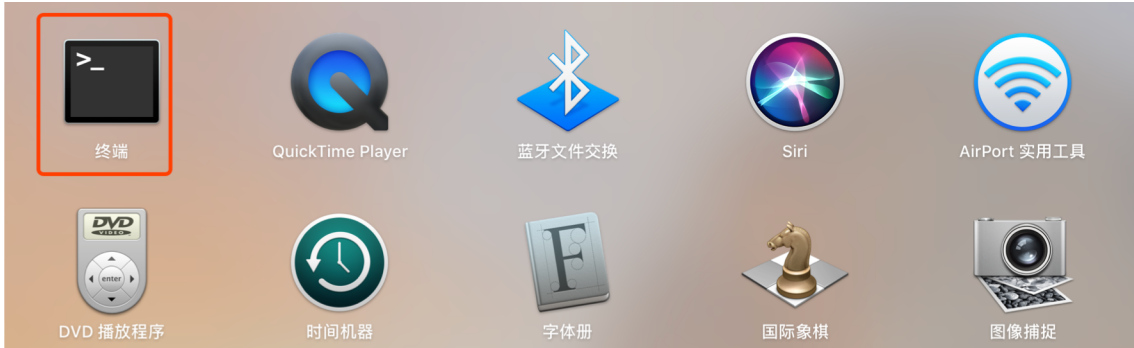 >_
终端
QuickTime Player
蓝牙文件交换
Siri
AirPort 实用工具
DVD
VIDEO
enter
F
DVD 播放程序
时间机器
字体册
国际象棋
图像捕捉